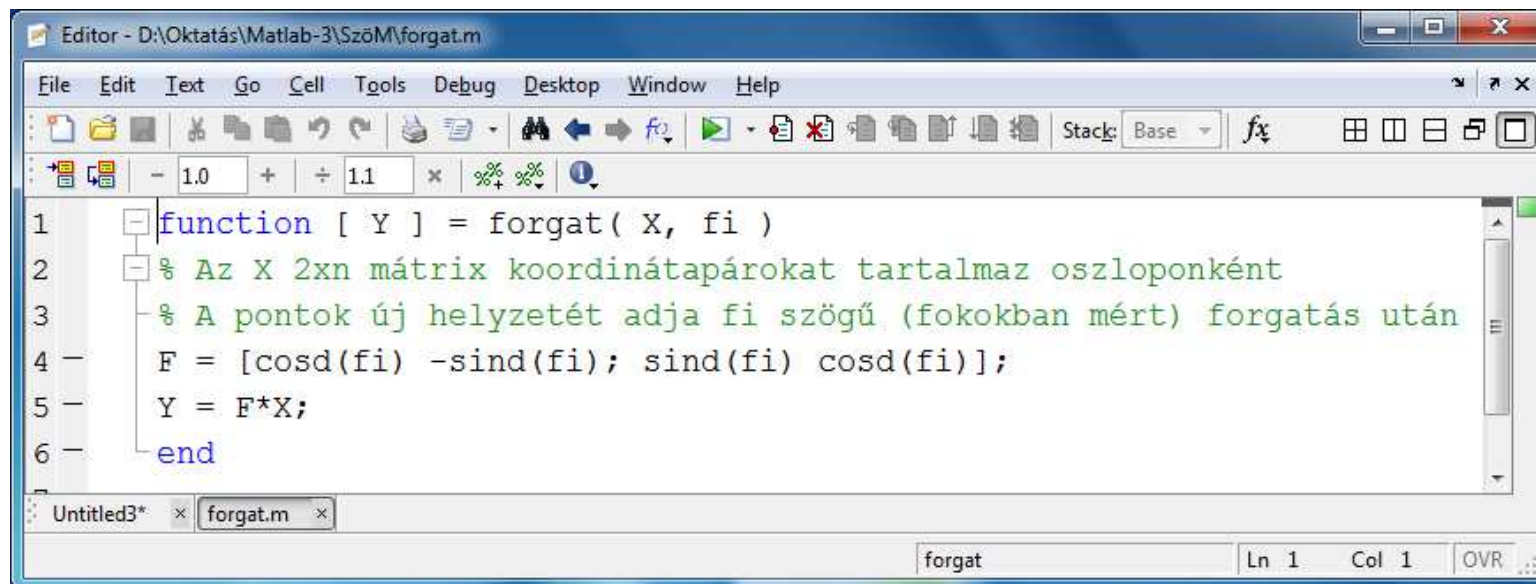 Editor - D:\Oktatás\Matlab-3\SzöM\forgat.m
File Edit Text Go Cell Tools Debug Desktop Window Help
Stack: Base fx
- 1.0 + ÷ 1.1 ×
1 function [ Y ] = forgat( X, fi )
2 % Az X 2xn mátrix koordinátapárokat tartalmaz oszloponként
3 % A pontok új helyzetét adja fi szögű (fokokban mért) forgatás után
4 F = [cosd(fi) -sind(fi); sind(fi) cosd(fi)];
5 Y = F*X;
6 end
Untitled3* × forgat.m ×
forgat Ln 1 Col 1 OVR